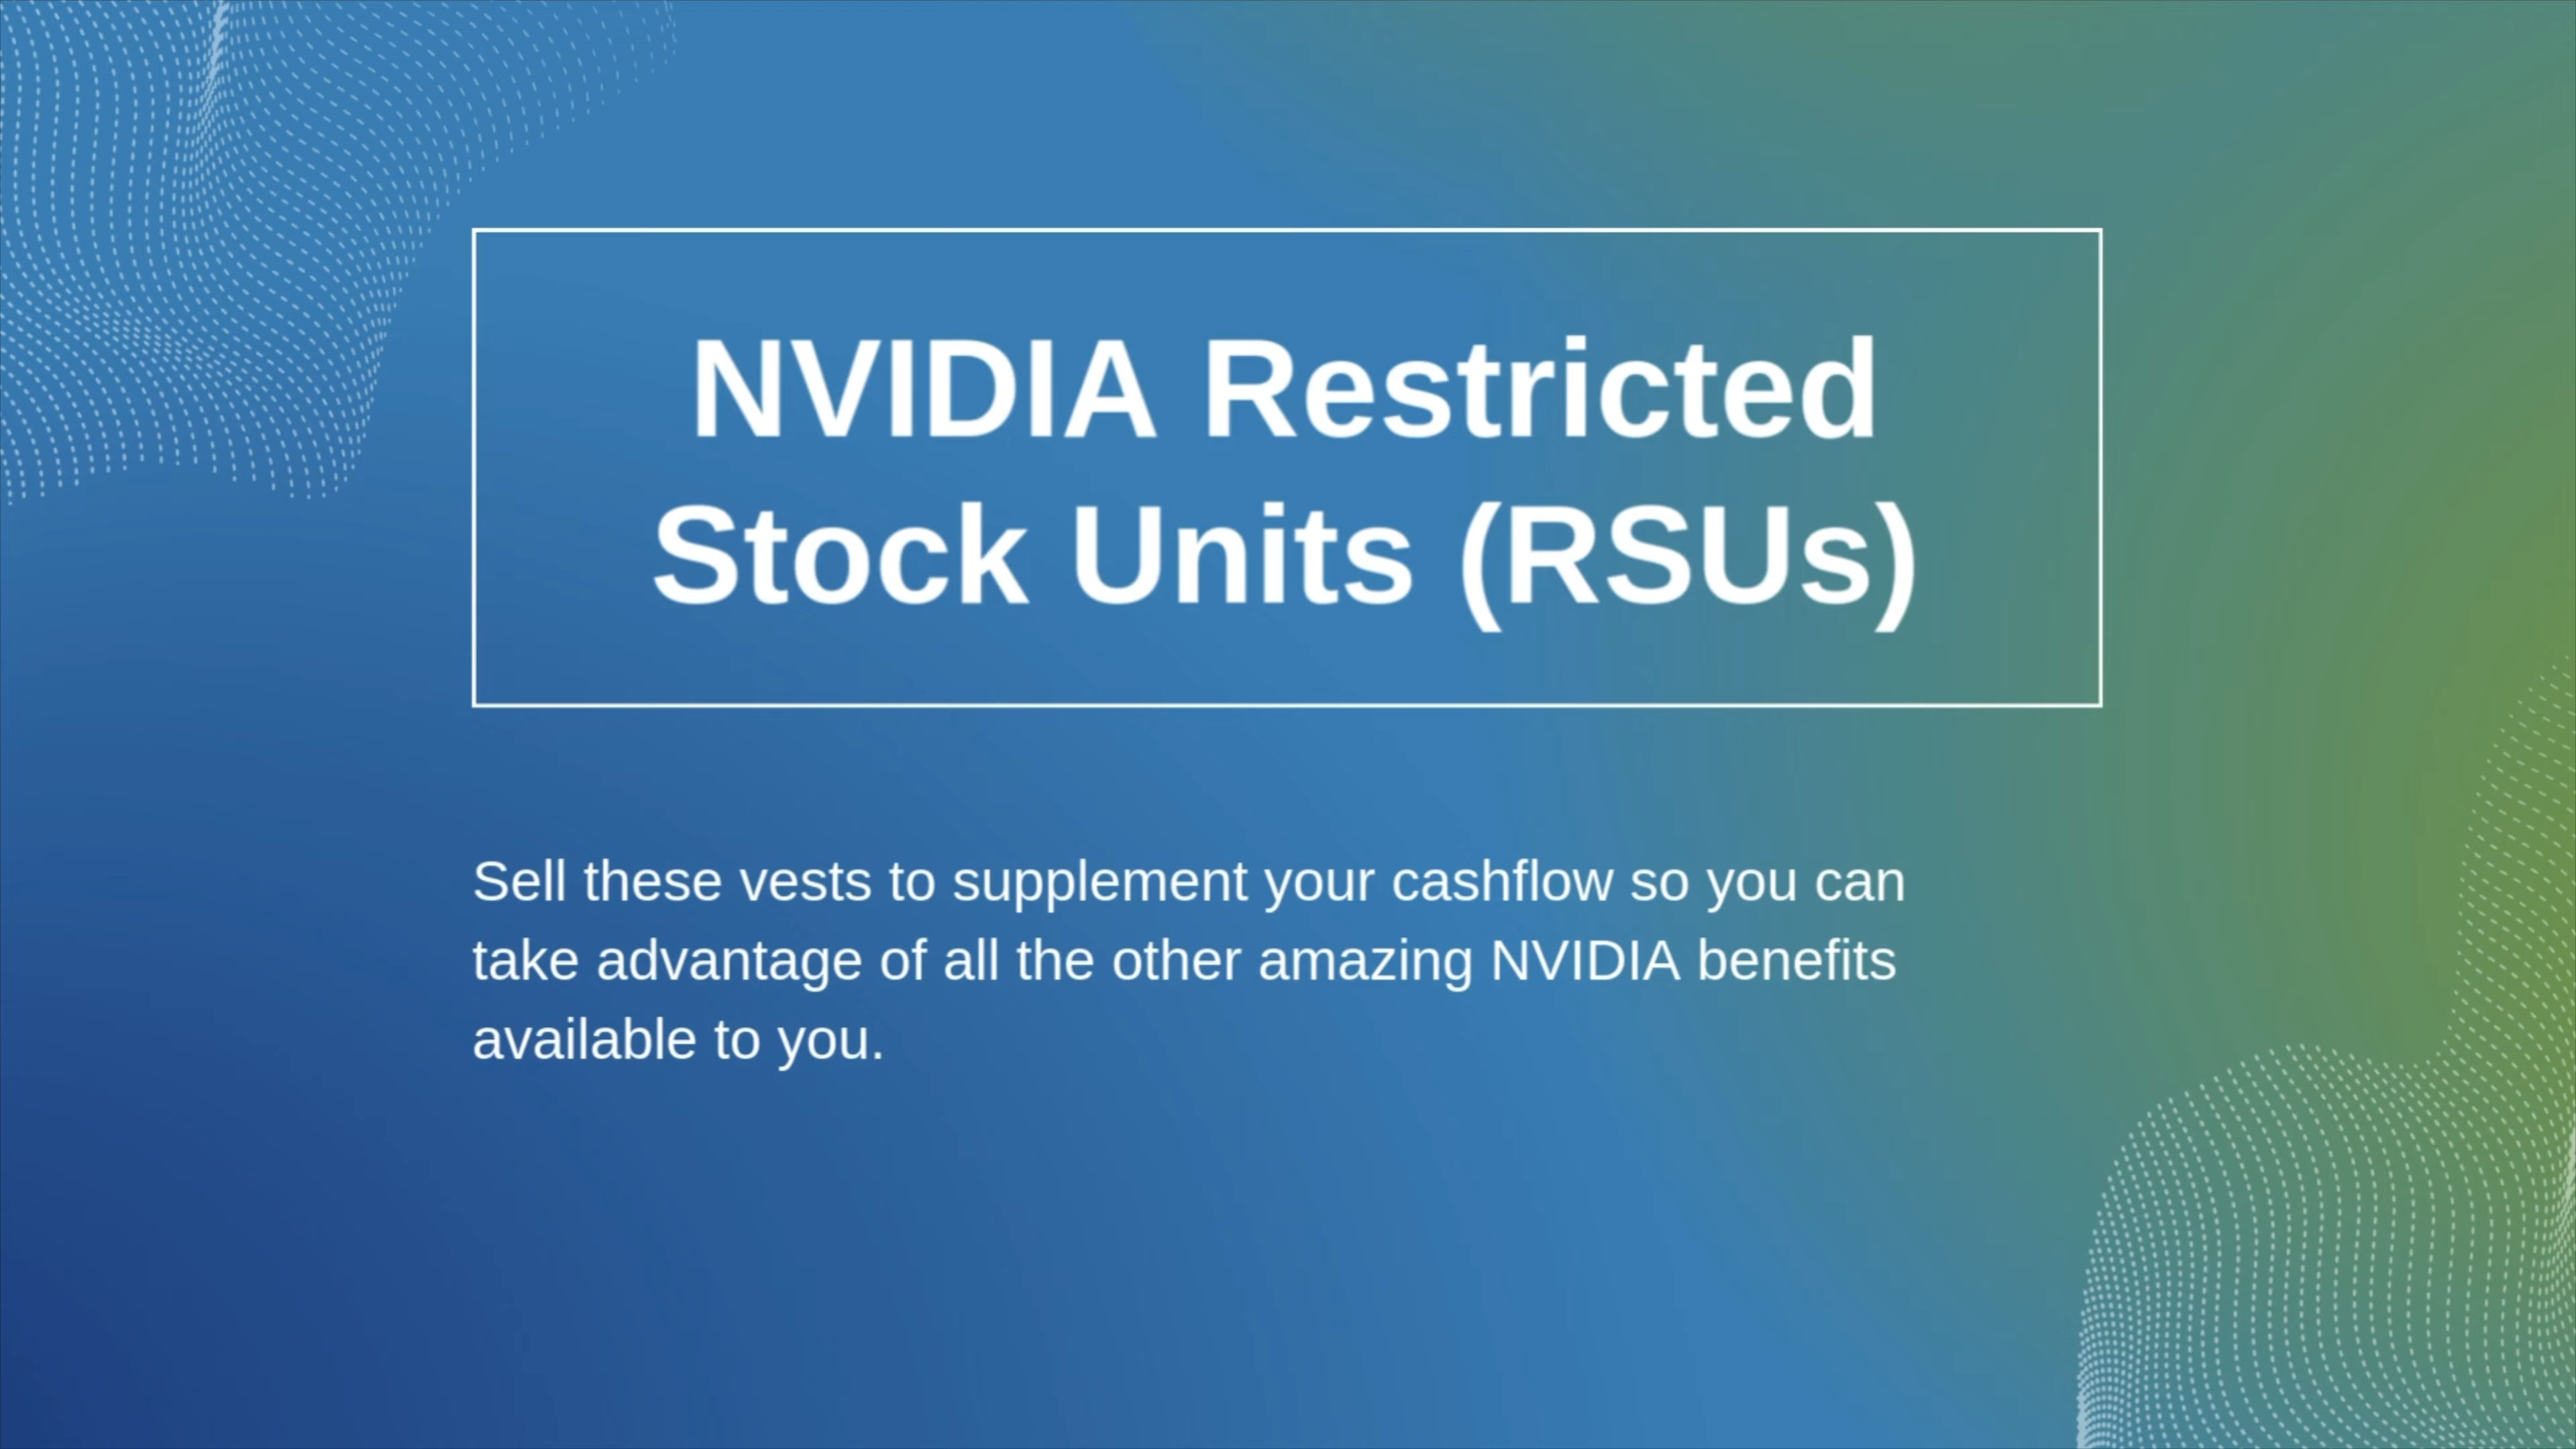 NVIDIA Restricted
Stock Units (RSUs)
Sell these vests to supplement your cashflow so you can
take advantage of all the other amazing NVIDIA benefits
available to you.